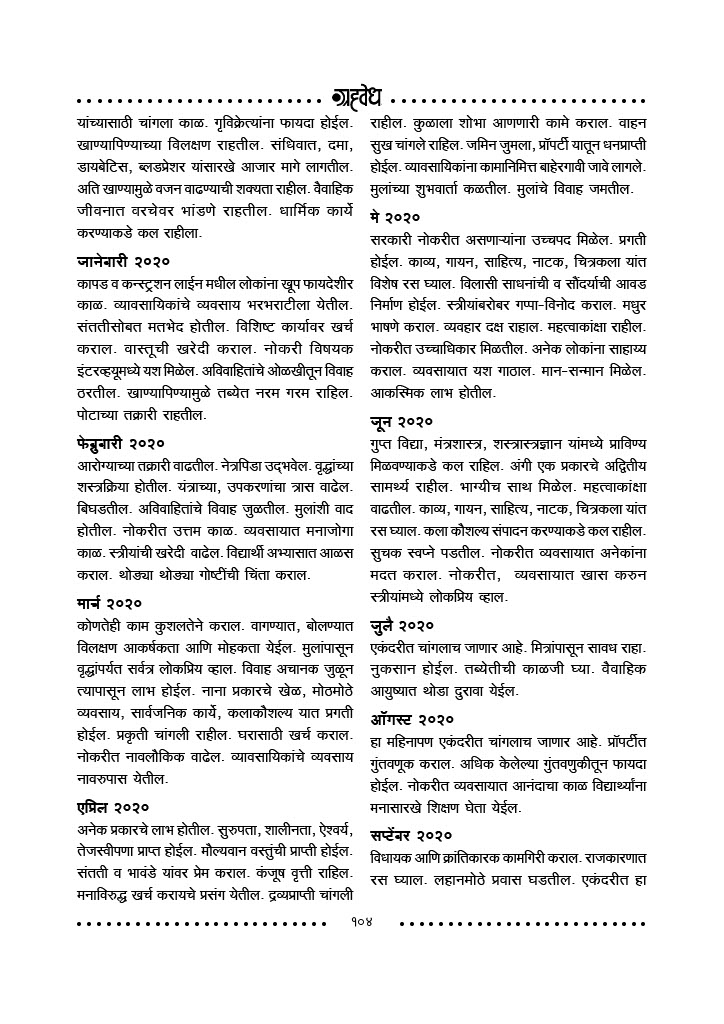 ग्रहवेध
यांच्यासाठी चांगला काळ. गृविक्रेत्यांना फायदा होईल.
खाण्यापिण्याच्या विलक्षण राहतील. संधिवात, दमा,
डायबेटिस, ब्लडप्रेशर यांसारखे आजार मागे लागतील.
अति खाण्यामुळे वजन वाढण्याची शक्यता राहील. वैवाहिक
जीवनात वरचेवर भांडणे राहतील. धार्मिक कार्ये
करण्याकडे कल राहीला.
जानेबारी २०२०
कापड व कन्स्ट्रशन लाईन मधील लोकांना खूप फायदेशीर
काळ. व्यावसायिकांचे व्यवसाय भरभराटीला येतील.
संततीसोबत मतभेद होतील. विशिष्ट कार्यावर खर्च
कराल. वास्तूची खरेदी कराल. नोकरी विषयक
इंटरव्ह्यूमध्ये यश मिळेल. अविवाहितांचे ओळखीतून विवाह
ठरतील. खाण्यापिण्यामुळे तब्येत नरम गरम राहिल.
पोटाच्या तक्रारी राहतील.
फेब्रुबारी २०२०
आरोग्याच्या तक्रारी वाढतील. नेत्रपिडा उद्‌भवेल. वृद्धांच्या
शस्त्रक्रिया होतील. यंत्राच्या, उपकरणांचा त्रास वाढेल.
बिघडतील. अविवाहितांचे विवाह जुळतील. मुलांशी वाद
होतील. नोकरीत उत्तम काळ. व्यवसायात मनाजोगा
काळ. स्त्रीयांची खरेदी वाढेल. विद्यार्थी अभ्यासात आळस
कराल. थोड्या थोड्या गोष्टींची चिंता कराल.
मार्च २०२०
कोणतेही काम कुशलतेने कराल. वागण्यात, बोलण्यात
विलक्षण आकर्षकता आणि मोहकता येईल. मुलांपासून
वृद्धांपर्यत सर्वत्र लोकप्रिय व्हाल. विवाह अचानक जुळून
त्यापासून लाभ होईल. नाना प्रकारचे खेळ, मोठमोठे
व्यवसाय, सार्वजनिक कार्ये, कलाकौशल्य यात प्रगती
होईल. प्रकृती चांगली राहील. घरासाठी खर्च कराल.
नोकरीत नावलौकिक वाढेल. व्यावसायिकांचे व्यवसाय
नावरुपास येतील.
एप्रिल २०२०
अनेक प्रकारचे लाभ होतील. सुरुपता, शालीनता, ऐश्वर्य,
तेजस्वीपणा प्राप्त होईल. मौल्यवान वस्तुंची प्राप्ती होईल.
संतती व भावंडे यांवर प्रेम कराल. कंजूष वृत्ती राहिल.
मनाविरुद्ध खर्च करायचे प्रसंग येतील. द्रव्यप्राप्ती चांगली
राहील. कुळाला शोभा आणणारी कामे कराल. वाहन
सुख चांगले राहिल. जमिन जुमला, प्रॉपर्टी यातून धनप्राप्ती
होईल. व्यावसायिकांना कामानिमित्त बाहेरगावी जावे लागले.
मुलांच्या शुभवार्ता कळतील. मुलांचे विवाह जमतील.
मे २०२०
सरकारी नोकरीत असणाऱ्यांना उच्चपद मिळेल. प्रगती
होईल. काव्य, गायन, साहित्य, नाटक, चित्रकला यांत
विशेष रस घ्याल. विलासी साधनांची व सौंदर्याची आवड
निर्माण होईल. स्त्रीयांबरोबर गप्पा-विनोद कराल. मधुर
भाषणे कराल. व्यवहार दक्ष राहाल. महत्वाकांक्षा राहील.
नोकरीत उच्चाधिकार मिळतील. अनेक लोकांना साहाय्य
कराल. व्यवसायात यश गाठाल. मान-सन्मान मिळेल.
आकस्मिक लाभ होतील.
जून २०२०
गुप्त विद्या, मंत्रशास्त्र, शस्त्रास्त्रज्ञान यांमध्ये प्राविण्य
मिळवण्याकडे कल राहिल. अंगी एक प्रकारचे अद्वितीय
सामर्थ्य राहील. भाग्यीच साथ मिळेल. महत्वाकांक्षा
वाढतील. काव्य, गायन, साहित्य, नाटक, चित्रकला यांत
रस घ्याल. कला कौशल्य संपादन करण्याकडे कल राहील.
सुचक स्वप्ने पडतील. नोकरीत व्यवसायात अनेकांना
मदत कराल. नोकरीत, व्यवसायात खास करुन
स्त्रीयांमध्ये लोकप्रिय व्हाल.
जुलै २०२०
एकंदरीत चांगलाच जाणार आहे. मित्रांपासून सावध राहा.
नुकसान होईल. तब्येतीची काळजी घ्या. वैवाहिक
आयुष्यात थोडा दुरावा येईल.
ऑगस्ट २०२०
हा महिनापण एकंदरीत चांगलाच जाणार आहे. प्रॉपर्टीत
गुंतवणूक कराल. अधिक केलेल्या गुंतवणुकीतून फायदा
होईल. नोकरीत व्यवसायात आनंदाचा काळ विद्यार्थ्यांना
मनासारखे शिक्षण घेता येईल.
सप्टेंबर २०२०
विधायक आणि क्रांतिकारक कामगिरी कराल. राजकारणात
रस घ्याल. लहानमोठे प्रवास घडतील. एकंदरीत हा
१०४